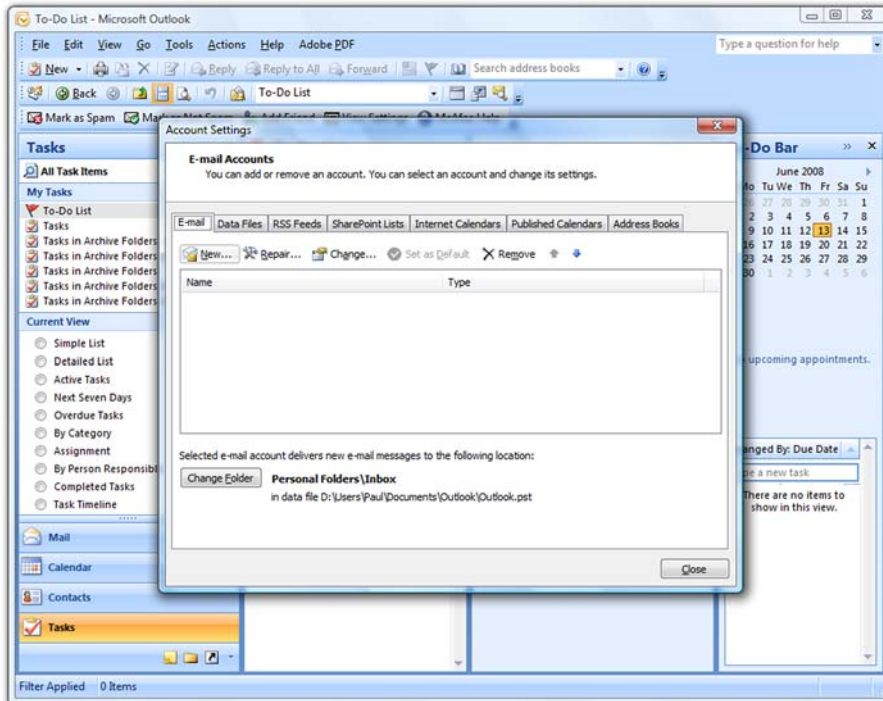 To-Do List - Microsoft Outlook
File Edit View Go Tools Actions Help Adobe PDF
Type a question for help
New Reply Reply to All Forward Search address books
Back To-Do List
Mark as Spam
Tasks
All Task Items
My Tasks
To-Do List
Tasks
Tasks in Archive Folders
Tasks in Archive Folders
Tasks in Archive Folders
Tasks in Archive Folders
Tasks in Archive Folders
Current View
Simple List
Detailed List
Active Tasks
Next Seven Days
Overdue Tasks
By Category
Assignment
By Person Responsibl
Completed Tasks
Task Timeline
Mail
Calendar
Contacts
Tasks
Filter Applied 0 Items
Account Settings
E-mail Accounts
You can add or remove an account. You can select an account and change its settings.
E-mail Data Files RSS Feeds SharePoint Lists Internet Calendars Published Calendars Address Books
New... Repair... Change... Set as Default Remove
Name Type
Selected e-mail account delivers new e-mail messages to the following location:
Change Folder Personal Folders\Inbox
in data file D:\Users\Paul\Documents\Outlook\Outlook.pst
Close
-Do Bar
June 2008
Mo Tu We Th Fr Sa Su
26 27 28 29 30 31 1
2 3 4 5 6 7 8
9 10 11 12 13 14 15
16 17 18 19 20 21 22
23 24 25 26 27 28 29
30 1 2 3 4 5 6
upcoming appointments.
anged By: Due Date
pe a new task
There are no items to
show in this view.